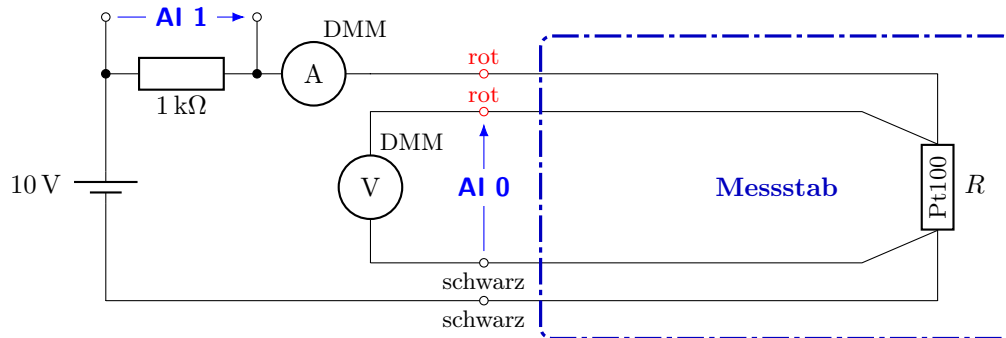 AI 1
DMM
A
1 kΩ
rot
rot
DMM
V
AI 0
10 V
Messstab
Pt100
R
schwarz
schwarz